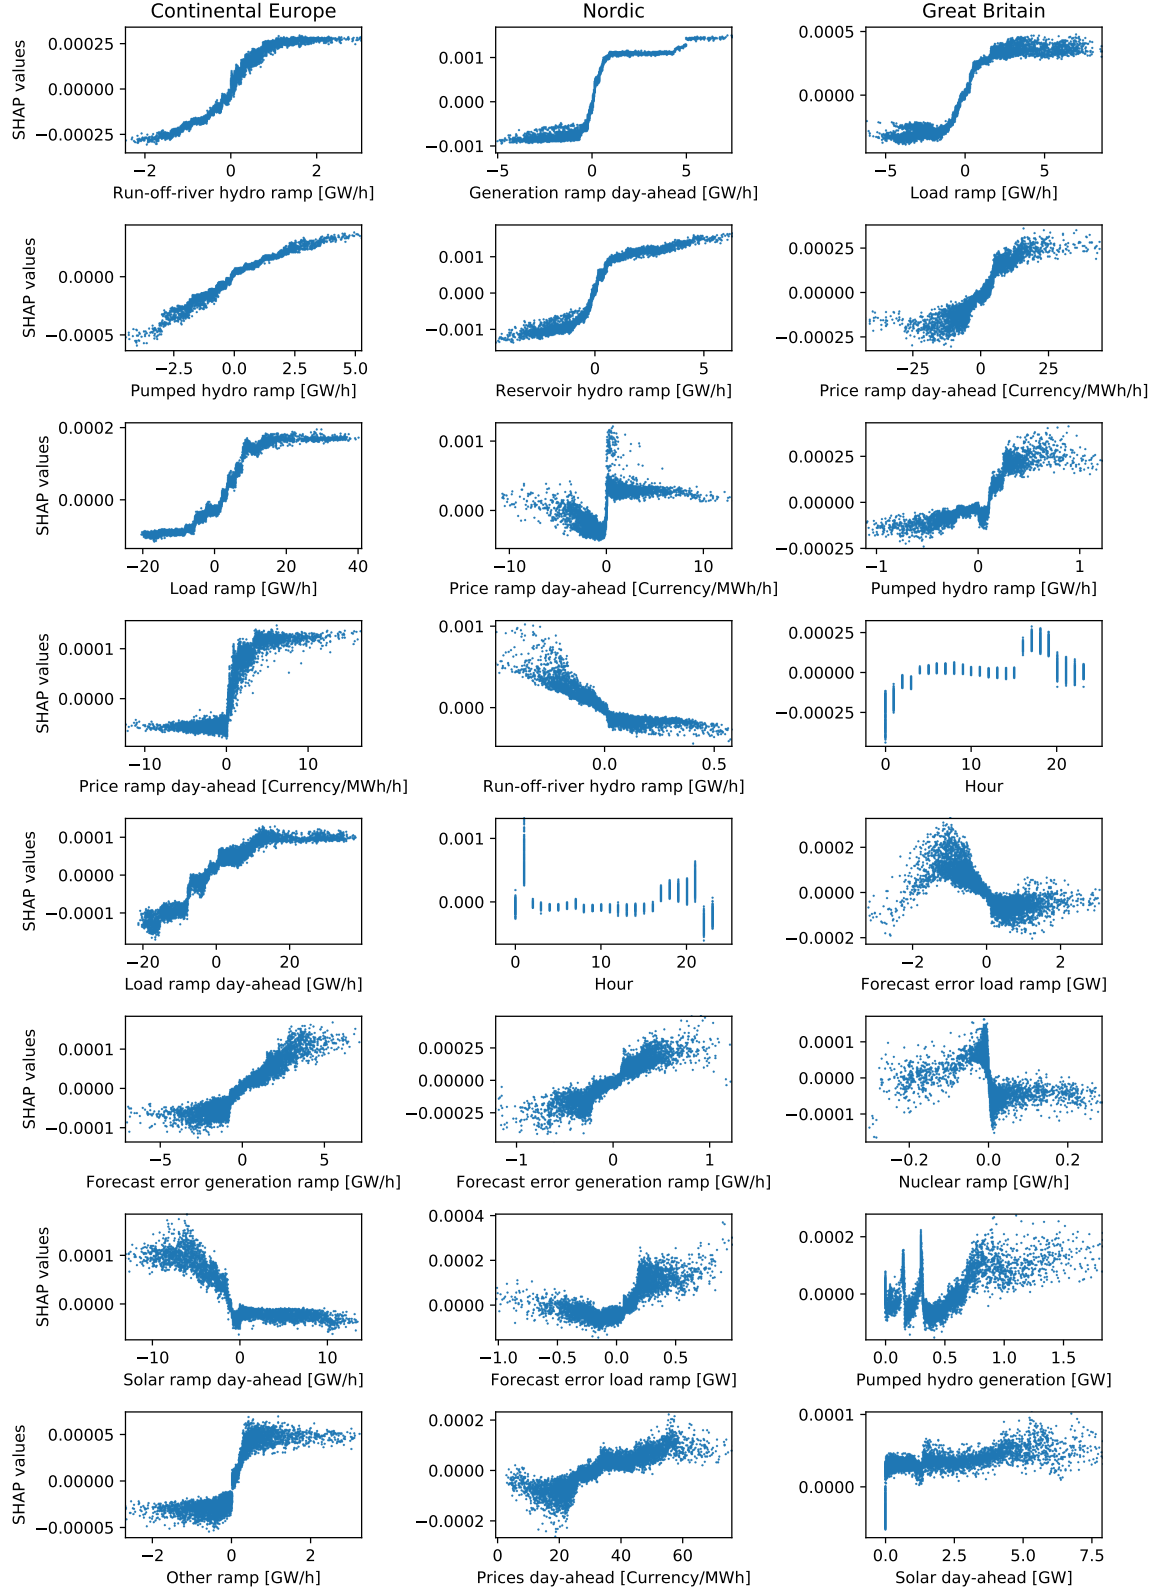 Continental Europe Nordic Great Britain
SHAP values 0.00025 0.00000 −0.00025 0.001 0.000 −0.001 0.0005 0.0000
−2 0 2 −5 0 5 −5 0 5
Run-off-river hydro ramp [GW/h] Generation ramp day-ahead [GW/h] Load ramp [GW/h]
SHAP values 0.0000 −0.0005 0.001 0.000 −0.001 0.00025 0.00000 −0.00025
−2.5 0.0 2.5 5.0 0 5 −25 0 25
Pumped hydro ramp [GW/h] Reservoir hydro ramp [GW/h] Price ramp day-ahead [Currency/MWh/h]
SHAP values 0.0002 0.0000 0.001 0.000 0.00025 0.00000 −0.00025
−20 0 20 40 −10 0 10 −1 0 1
Load ramp [GW/h] Price ramp day-ahead [Currency/MWh/h] Pumped hydro ramp [GW/h]
SHAP values 0.0001 0.0000 0.001 0.000 0.00025 0.00000 −0.00025
−10 0 10 0.0 0.5 0 10 20
Price ramp day-ahead [Currency/MWh/h] Run-off-river hydro ramp [GW/h] Hour
SHAP values 0.0001 0.0000 −0.0001 0.001 0.000 0.0002 0.0000 −0.0002
−20 0 20 0 10 20 −2 0 2
Load ramp day-ahead [GW/h] Hour Forecast error load ramp [GW]
SHAP values 0.0001 0.0000 −0.0001 0.00025 0.00000 −0.00025 0.0001 0.0000 −0.0001
−5 0 5 −1 0 1 −0.2 0.0 0.2
Forecast error generation ramp [GW/h] Forecast error generation ramp [GW/h] Nuclear ramp [GW/h]
SHAP values 0.0001 0.0000 0.0004 0.0002 0.0000 0.0002 0.0000
−10 0 10 −1.0 −0.5 0.0 0.5 0.0 0.5 1.0 1.5
Solar ramp day-ahead [GW/h] Forecast error load ramp [GW] Pumped hydro generation [GW]
SHAP values 0.00005 0.00000 −0.00005 0.0002 0.0000 −0.0002 0.0001 0.0000
−2 0 2 0 20 40 60 0.0 2.5 5.0 7.5
Other ramp [GW/h] Prices day-ahead [Currency/MWh] Solar day-ahead [GW]